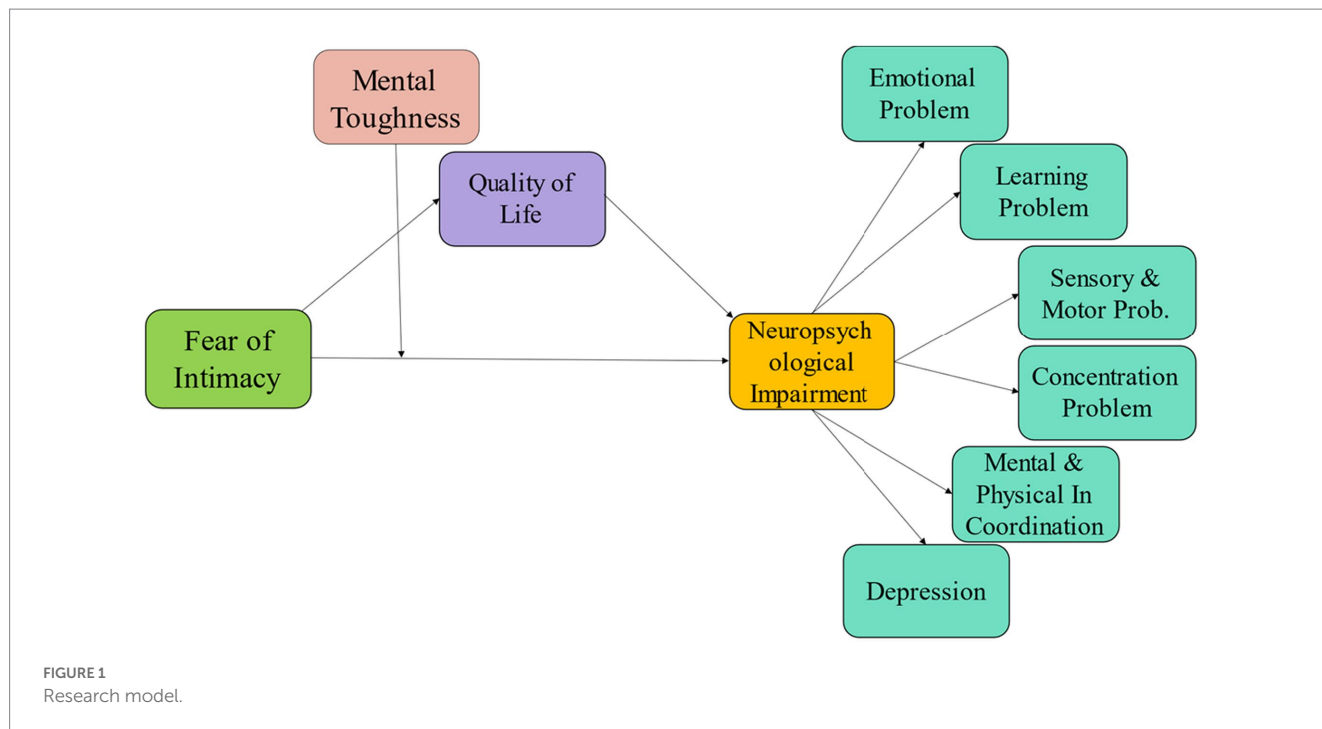 Mental
Toughness
Quality of
Life
Fear of
Intimacy
Neuropsych
ological
Impairment
Emotional
Problem
Learning
Problem
Sensory &
Motor Prob.
Concentration
Problem
Mental &
Physical In
Coordination
Depression
FIGURE 1
Research model.